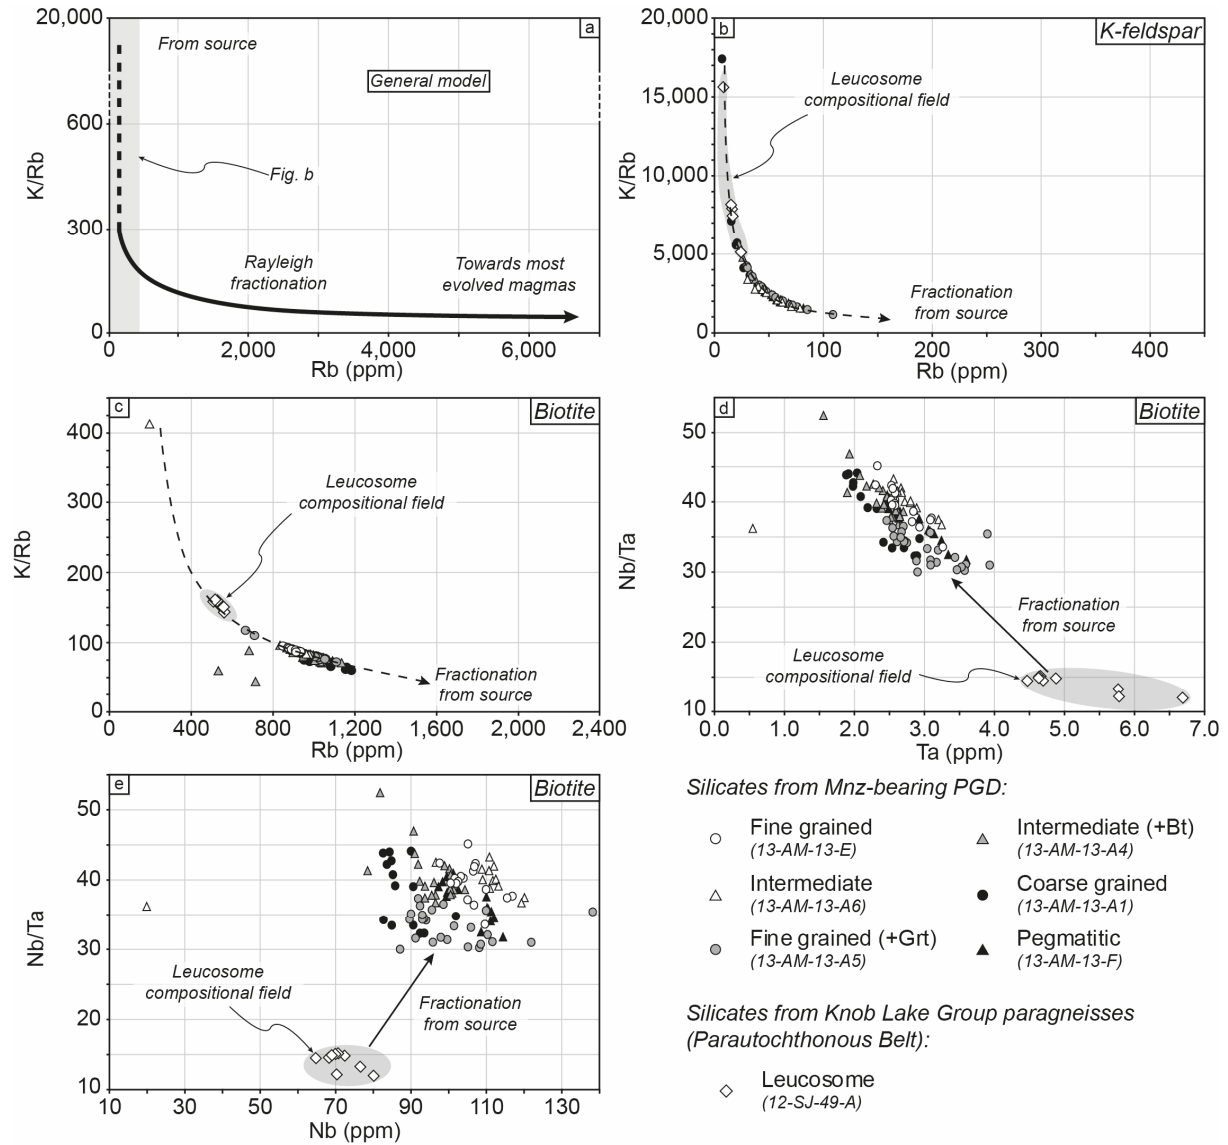 a
20,000
From source
General model
600
K/Rb
Fig. b
300
Rayleigh
fractionation
Towards most
evolved magmas
0
0
2,000
4,000
6,000
Rb (ppm)
b
K-feldspar
20,000
Leucosome
compositional field
15,000
K/Rb
10,000
5,000
Fractionation
from source
0
0
100
200
300
400
Rb (ppm)
c
Biotite
400
Leucosome
compositional field
300
K/Rb
200
100
Fractionation
from source
0
0
400
800
1,200
1,600
2,000
2,400
Rb (ppm)
d
Biotite
50
40
Nb/Ta
30
Fractionation
from source
20
Leucosome
compositional field
10
0.0
1.0
2.0
3.0
4.0
5.0
6.0
7.0
Ta (ppm)
e
Biotite
50
40
Nb/Ta
30
Leucosome
compositional field
Fractionation
from source
20
10
10
30
50
70
90
110
130
Nb (ppm)
Silicates from Mnz-bearing PGD:
Fine grained
(13-AM-13-E)
Intermediate (+Bt)
(13-AM-13-A4)
Intermediate
(13-AM-13-A6)
Coarse grained
(13-AM-13-A1)
Fine grained (+Grt)
(13-AM-13-A5)
Pegmatitic
(13-AM-13-F)
Silicates from Knob Lake Group paragneisses
(Parautochthonous Belt):
Leucosome
(12-SJ-49-A)